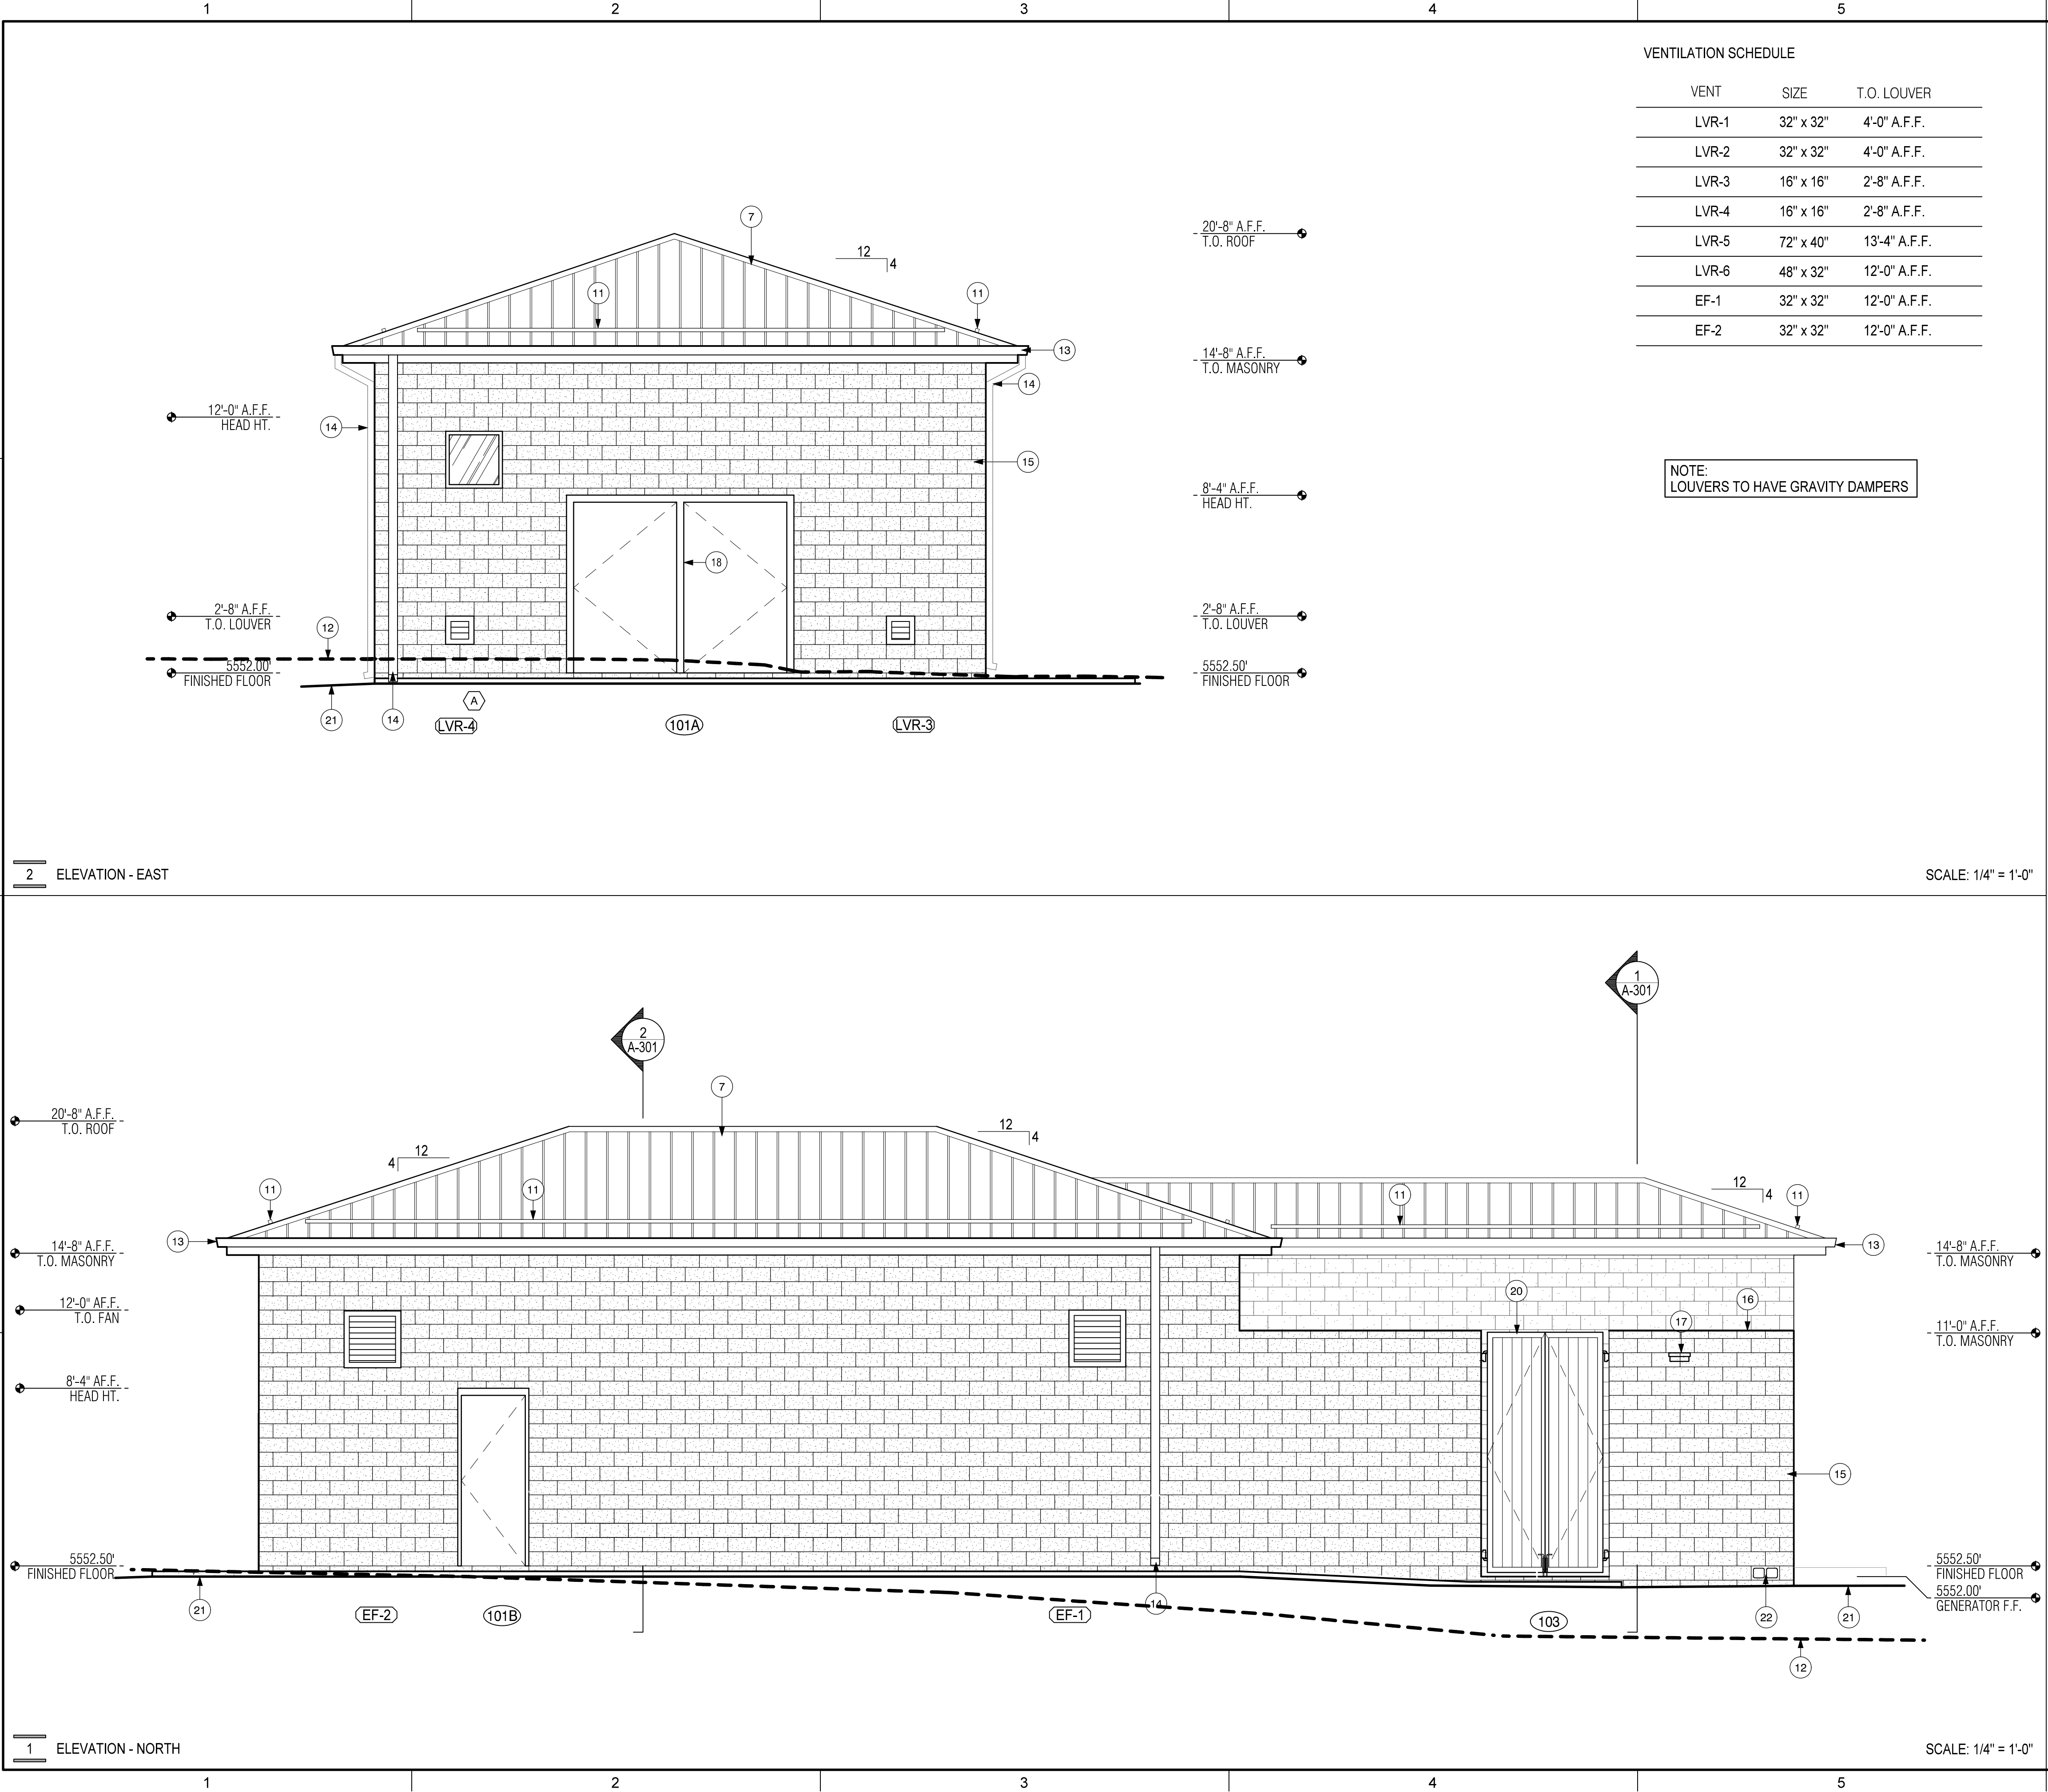 1 2 3 4 5
VENTILATION SCHEDULE
VENT SIZE T.O. LOUVER
LVR-1 32" x 32" 4'-0" A.F.F.
LVR-2 32" x 32" 4'-0" A.F.F.
LVR-3 16" x 16" 2'-8" A.F.F.
LVR-4 16" x 16" 2'-8" A.F.F.
LVR-5 72" x 40" 13'-4" A.F.F.
LVR-6 48" x 32" 12'-0" A.F.F.
EF-1 32" x 32" 12'-0" A.F.F.
EF-2 32" x 32" 12'-0" A.F.F.
NOTE:
LOUVERS TO HAVE GRAVITY DAMPERS
7
12
4
11
11
13
14
14
15
18
12
21
14
A
LVR-4
101A
LVR-3
12'-0" A.F.F.
HEAD HT.
2'-8" A.F.F.
T.O. LOUVER
5552.00'
FINISHED FLOOR
20'-8" A.F.F.
T.O. ROOF
14'-8" A.F.F.
T.O. MASONRY
8'-4" A.F.F.
HEAD HT.
2'-8" A.F.F.
T.O. LOUVER
5552.50'
FINISHED FLOOR
2 ELEVATION - EAST
SCALE: 1/4" = 1'-0"
1
A-301
2
A-301
7
12
4
12
4
12
4
11
11
11
11
13
13
20
17
16
15
20'-8" A.F.F.
T.O. ROOF
14'-8" A.F.F.
T.O. MASONRY
12'-0" AF.F.
T.O. FAN
8'-4" AF.F.
HEAD HT.
5552.50'
FINISHED FLOOR
14'-8" A.F.F.
T.O. MASONRY
11'-0" A.F.F.
T.O. MASONRY
5552.50'
FINISHED FLOOR
5552.00'
GENERATOR F.F.
21
EF-2
101B
EF-1
14
103
22
21
12
1 ELEVATION - NORTH
SCALE: 1/4" = 1'-0"
1 2 3 4 5